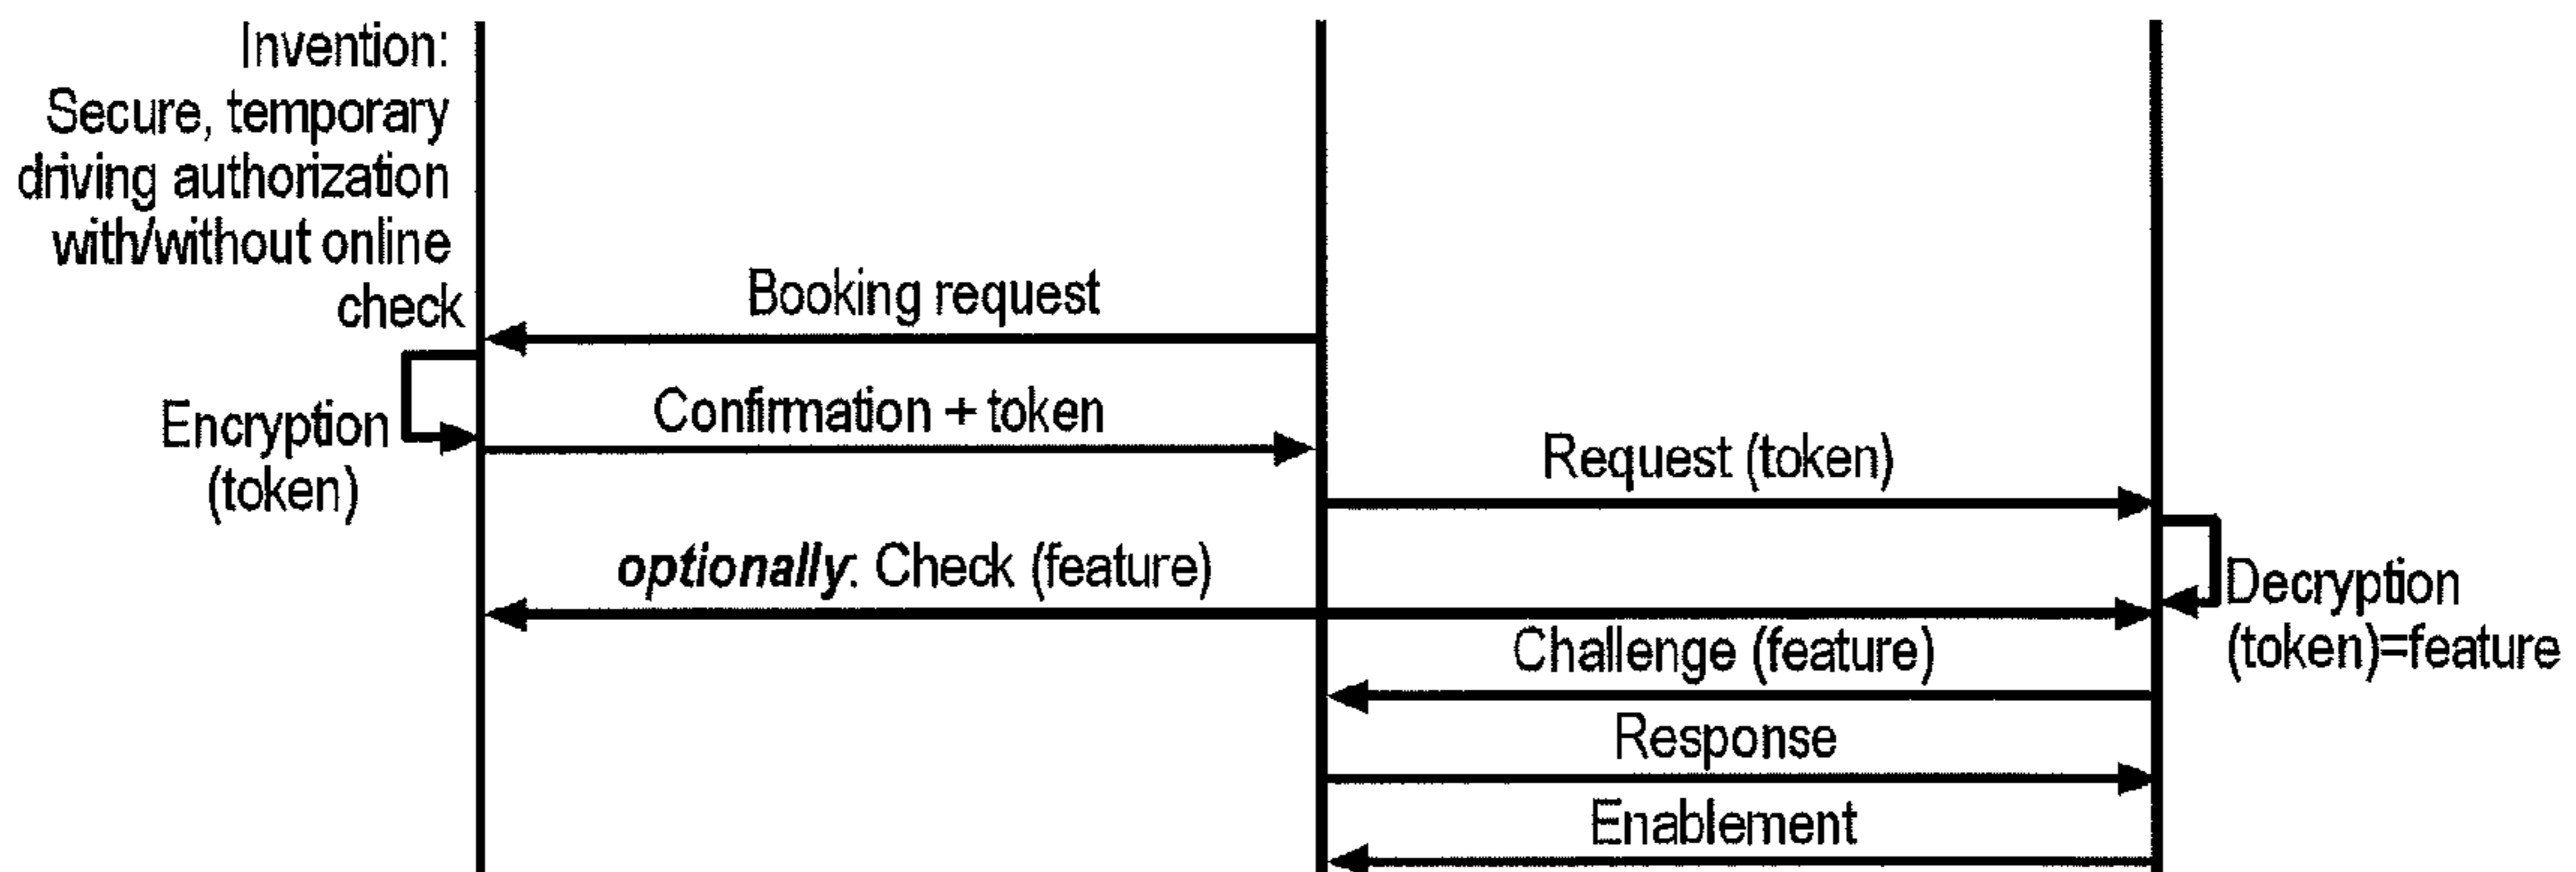 Invention:
Secure, temporary
driving authorization
with/without online
check
Booking request
Encryption
(token)
Confirmation + token
Request (token)
optionally: Check (feature)
Decryption
(token)=feature
Challenge (feature)
Response
Enablement